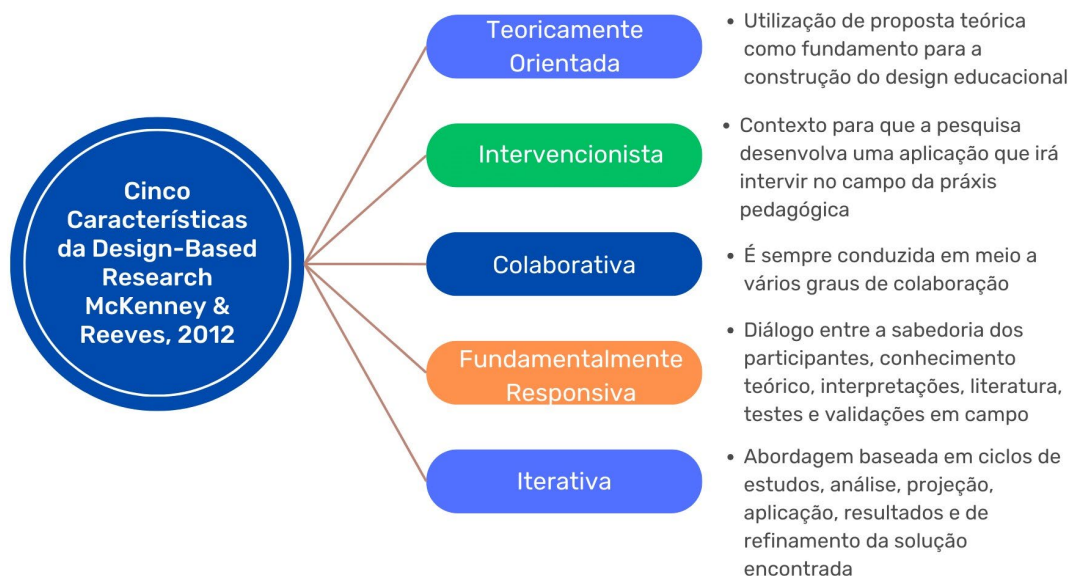 Cinco
Características
da Design-Based
Research
McKenney &
Reeves, 2012
Teoricamente
Orientada
• Utilização de proposta teórica
como fundamento para a
construção do design educacional
Intervencionista
• Contexto para que a pesquisa
desenvolva uma aplicação que irá
intervir no campo da práxis
pedagógica
Colaborativa
• É sempre conduzida em meio a
vários graus de colaboração
Fundamentalmente
Responsiva
• Diálogo entre a sabedoria dos
participantes, conhecimento
teórico, interpretações, literatura,
testes e validações em campo
Iterativa
• Abordagem baseada em ciclos de
estudos, análise, projeção,
aplicação, resultados e de
refinamento da solução
encontrada